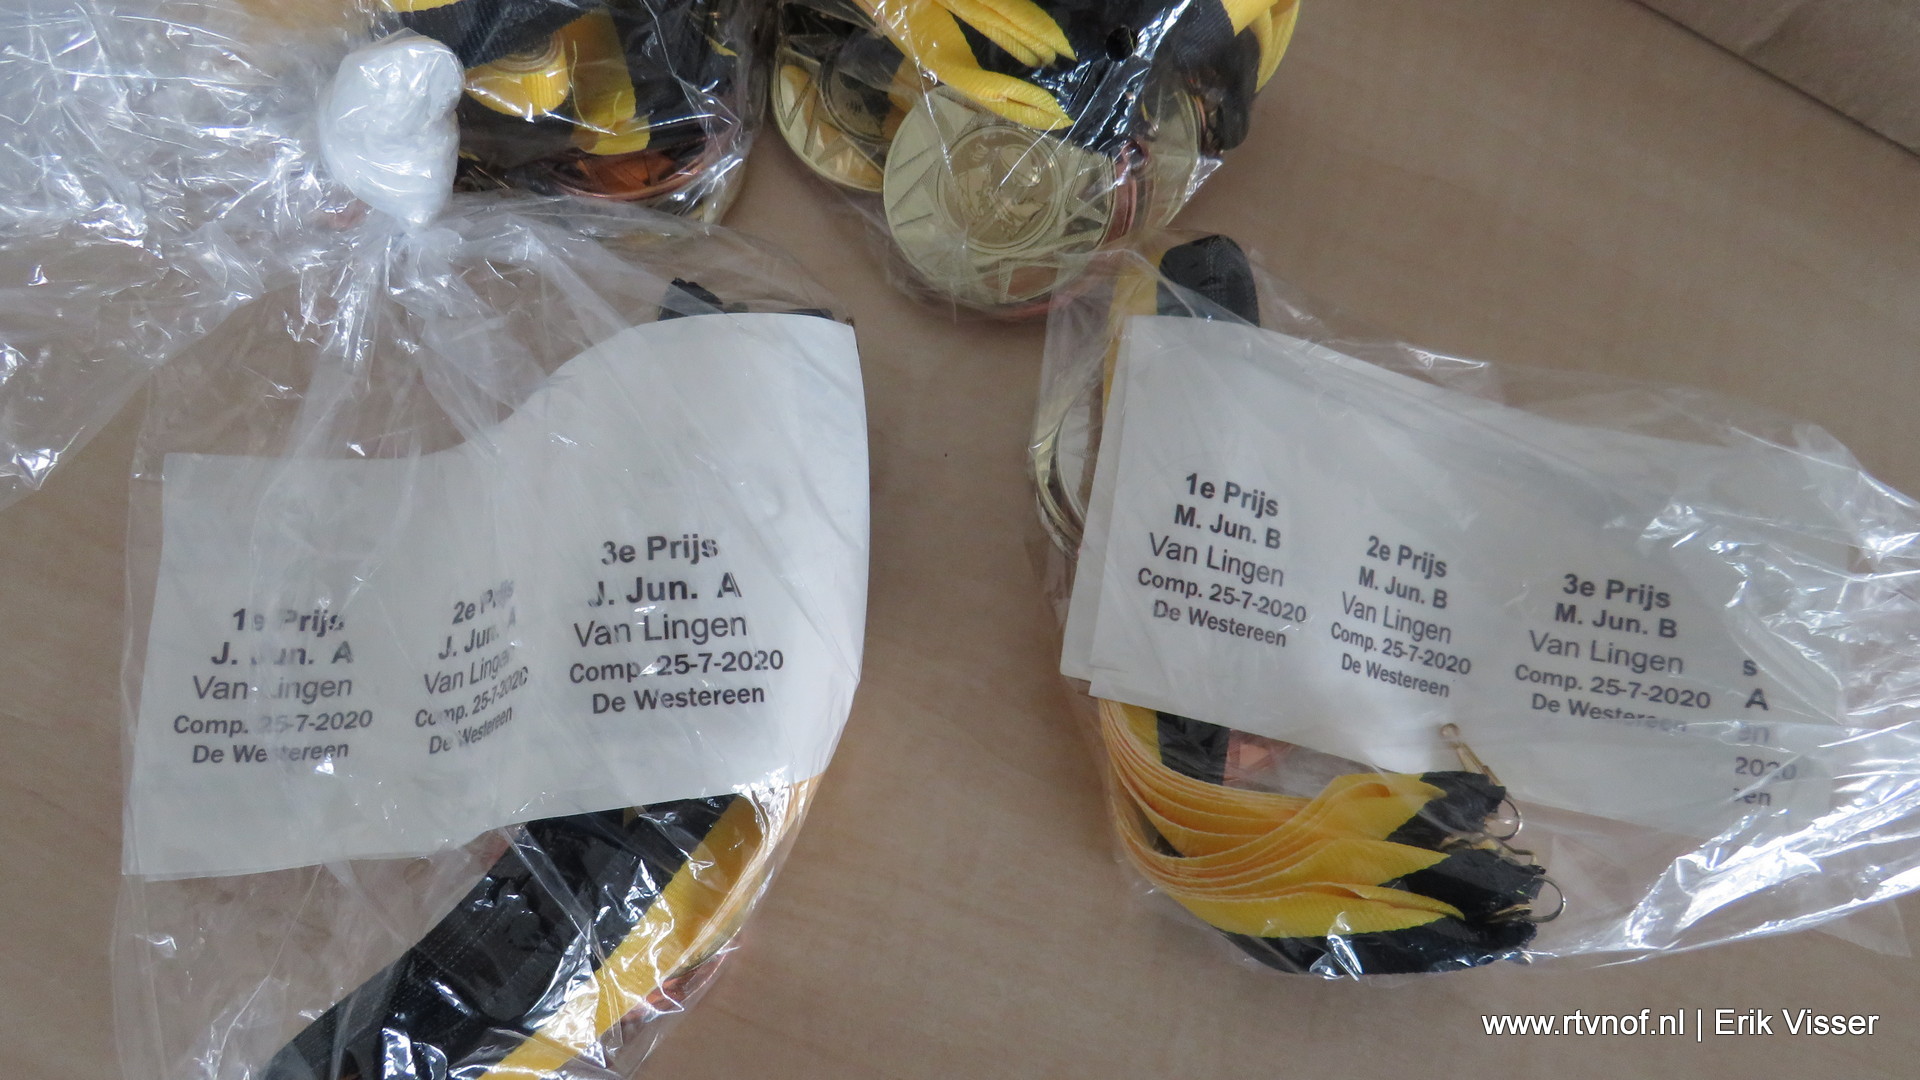 1e Prijs
J. Jun. A
Van Lingen
Comp. 25-7-2020
De Westereen
2e Prijs
J. Jun. A
Van Lingen
Comp. 25-7-2020
De Westereen
3e Prijs
J. Jun. A
Van Lingen
Comp. 25-7-2020
De Westereen
1e Prijs
M. Jun. B
Van Lingen
Comp. 25-7-2020
De Westereen
2e Prijs
M. Jun. B
Van Lingen
Comp. 25-7-2020
De Westereen
3e Prijs
M. Jun. B
Van Lingen
Comp. 25-7-2020
De Westereen
s
A
en
2020
en
www.rtvnof.nl | Erik Visser